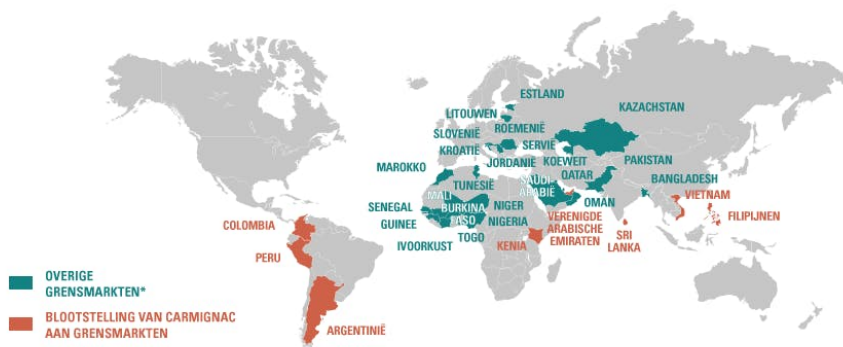 ESTLAND
KAZACHSTAN
LITOUWEN
ROEMENIË
SLOVENIË
SERVIË
KROATIË
JORDANIË
KOEWEIT
PAKISTAN
MAROKKO
TUNESIË
SAUDI-
ARABIË
QATAR
BANGLADESH
MALI
VIETNAM
SENEGAL
BURKINA
FASO
NIGER
OMAN
FILIPIJNEN
GUINEE
NIGERIA
VERENIGDE
ARABISCHE
EMIRATEN
COLOMBIA
TOGO
IVOORKUST
KENIA
SRI
LANKA
PERU
ARGENTINIË
OVERIGE
GRENSMARKTEN*
BLOOTSTELLING VAN CARMIGNAC
AAN GRENSMARKTEN